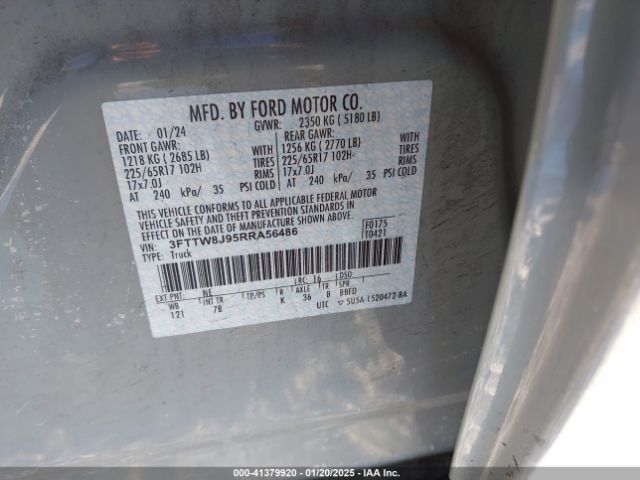 MFD. BY FORD MOTOR CO.
DATE: 01/24 GVWR: 2350 KG ( 5180 LB)
FRONT GAWR: REAR GAWR:
1218 KG ( 2685 LB) WITH 1256 KG ( 2770 LB) WITH
225/65R17 102H TIRES 225/65R17 102H TIRES
17x7.0J RIMS 17x7.0J RIMS
AT 240 kPa/ 35 PSI COLD AT 240 kPa/ 35 PSI COLD
THIS VEHICLE CONFORMS TO ALL APPLICABLE FEDERAL MOTOR
VEHICLE SAFETY AND THEFT PREVENTION STANDARDS IN
EFFECT ON THE DATE OF MANUFACTURE SHOWN ABOVE.
VIN: 3FTTW8J95RRA56486 F0175
TYPE: Truck T0421
EXT PNT: NE RC: 16 DSO:
WB INT TR TP/PS R AXLE TR SPR
121 7B K 36 8 BBFD
UTC ▽ 5U5A-1520472-BA
000-41379920 - 01/20/2025 - IAA Inc.